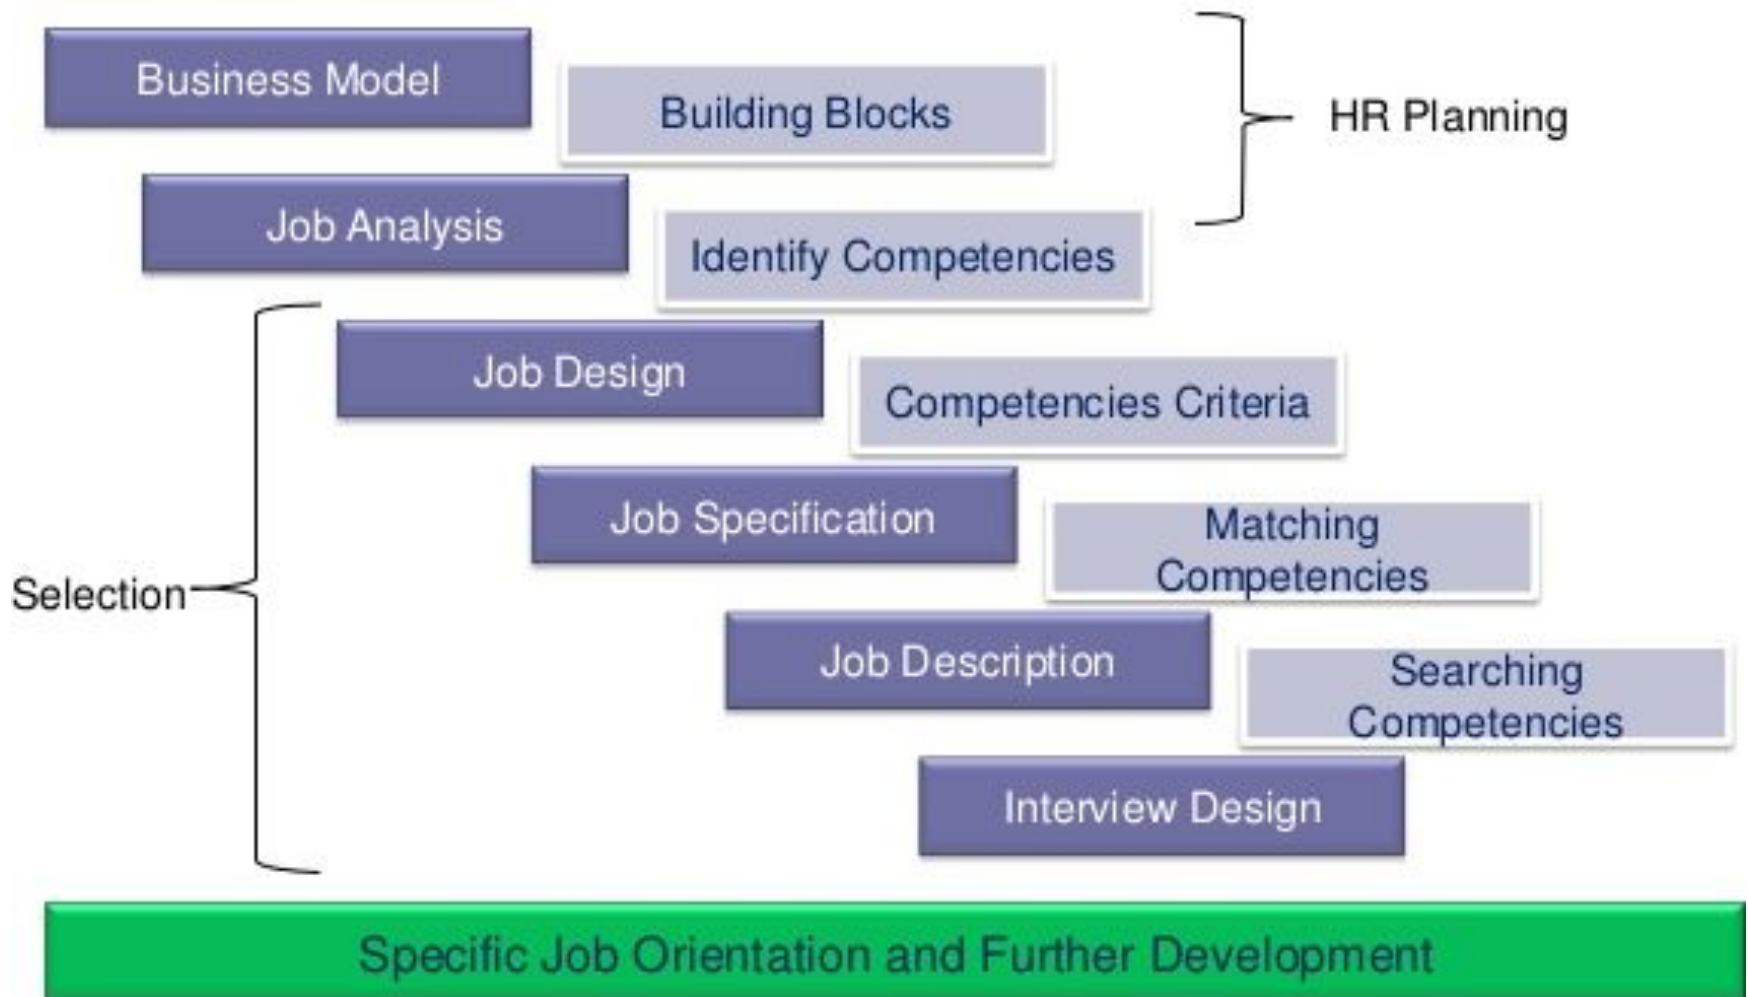 Business Model
Building Blocks
HR Planning
Job Analysis
Identify Competencies
Job Design
Competencies Criteria
Job Specification
Matching
Competencies
Selection
Job Description
Searching
Competencies
Interview Design
Specific Job Orientation and Further Development